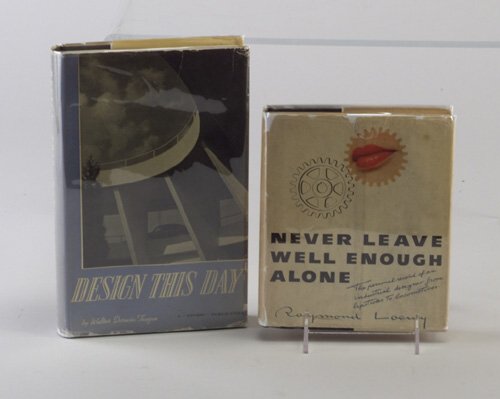 DESIGN THIS DAY
by Walter Dorwin Teague
NEVER LEAVE
WELL ENOUGH
ALONE
The personal record of an
industrial designer from
lipsticks to locomotives
Raymond Loewy